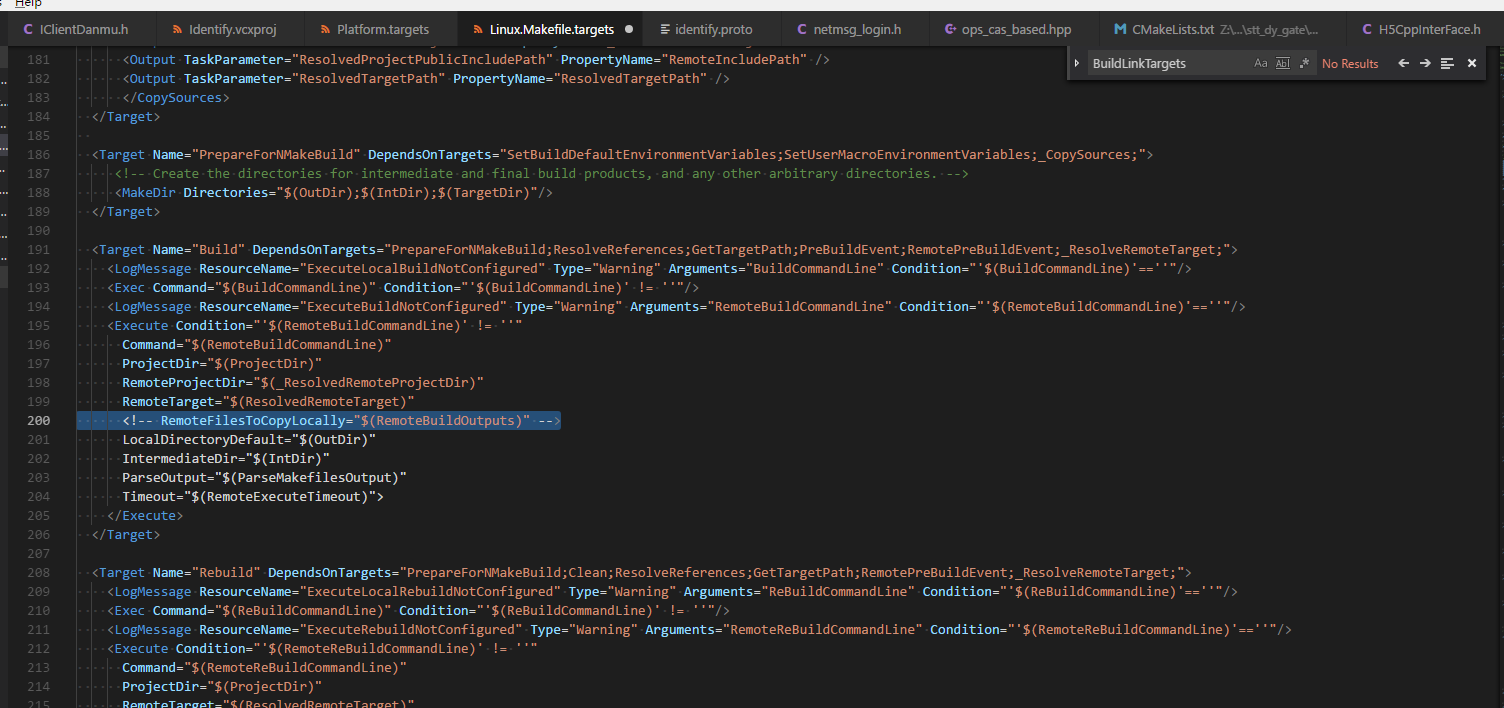 Help
IClientDanmu.h
Identify.vcxproj
Platform.targets
Linux.Makefile.targets
identify.proto
netmsg_login.h
ops_cas_based.hpp
CMakeLists.txt Z:\...\stt_dy_gate\...
H5CppInterFace.h
BuildLinkTargets Aa Abl .* No Results
181 <Output TaskParameter="ResolvedProjectPublicIncludePath" PropertyName="RemoteIncludePath" />
182 <Output TaskParameter="ResolvedTargetPath" PropertyName="ResolvedTargetPath" />
183 </CopySources>
184 </Target>
185
186 <Target Name="PrepareForNMakeBuild" DependsOnTargets="SetBuildDefaultEnvironmentVariables;SetUserMacroEnvironmentVariables;_CopySources;">
187 <!-- Create the directories for intermediate and final build products, and any other arbitrary directories. -->
188 <MakeDir Directories="$(OutDir);$(IntDir);$(TargetDir)"/>
189 </Target>
190
191 <Target Name="Build" DependsOnTargets="PrepareForNMakeBuild;ResolveReferences;GetTargetPath;PreBuildEvent;RemotePreBuildEvent;_ResolveRemoteTarget;">
192 <LogMessage ResourceName="ExecuteLocalBuildNotConfigured" Type="Warning" Arguments="BuildCommandLine" Condition="'$(BuildCommandLine)'==''"/>
193 <Exec Command="$(BuildCommandLine)" Condition="'$(BuildCommandLine)' != ''"/>
194 <LogMessage ResourceName="ExecuteBuildNotConfigured" Type="Warning" Arguments="RemoteBuildCommandLine" Condition="'$(RemoteBuildCommandLine)'==''"/>
195 <Execute Condition="'$(RemoteBuildCommandLine)' != ''"
196 Command="$(RemoteBuildCommandLine)"
197 ProjectDir="$(ProjectDir)"
198 RemoteProjectDir="$(_ResolvedRemoteProjectDir)"
199 RemoteTarget="$(ResolvedRemoteTarget)"
200 <!-- RemoteFilesToCopyLocally="$(RemoteBuildOutputs)" -->
201 LocalDirectoryDefault="$(OutDir)"
202 IntermediateDir="$(IntDir)"
203 ParseOutput="$(ParseMakefilesOutput)"
204 Timeout="$(RemoteExecuteTimeout)">
205 </Execute>
206 </Target>
207
208 <Target Name="Rebuild" DependsOnTargets="PrepareForNMakeBuild;Clean;ResolveReferences;GetTargetPath;RemotePreBuildEvent;_ResolveRemoteTarget;">
209 <LogMessage ResourceName="ExecuteLocalRebuildNotConfigured" Type="Warning" Arguments="ReBuildCommandLine" Condition="'$(ReBuildCommandLine)'==''"/>
210 <Exec Command="$(ReBuildCommandLine)" Condition="'$(ReBuildCommandLine)' != ''"/>
211 <LogMessage ResourceName="ExecuteRebuildNotConfigured" Type="Warning" Arguments="RemoteReBuildCommandLine" Condition="'$(RemoteReBuildCommandLine)'==''"/>
212 <Execute Condition="'$(RemoteReBuildCommandLine)' != ''"
213 Command="$(RemoteReBuildCommandLine)"
214 ProjectDir="$(ProjectDir)"
215 RemoteTarget="$(ResolvedRemoteTarget)"